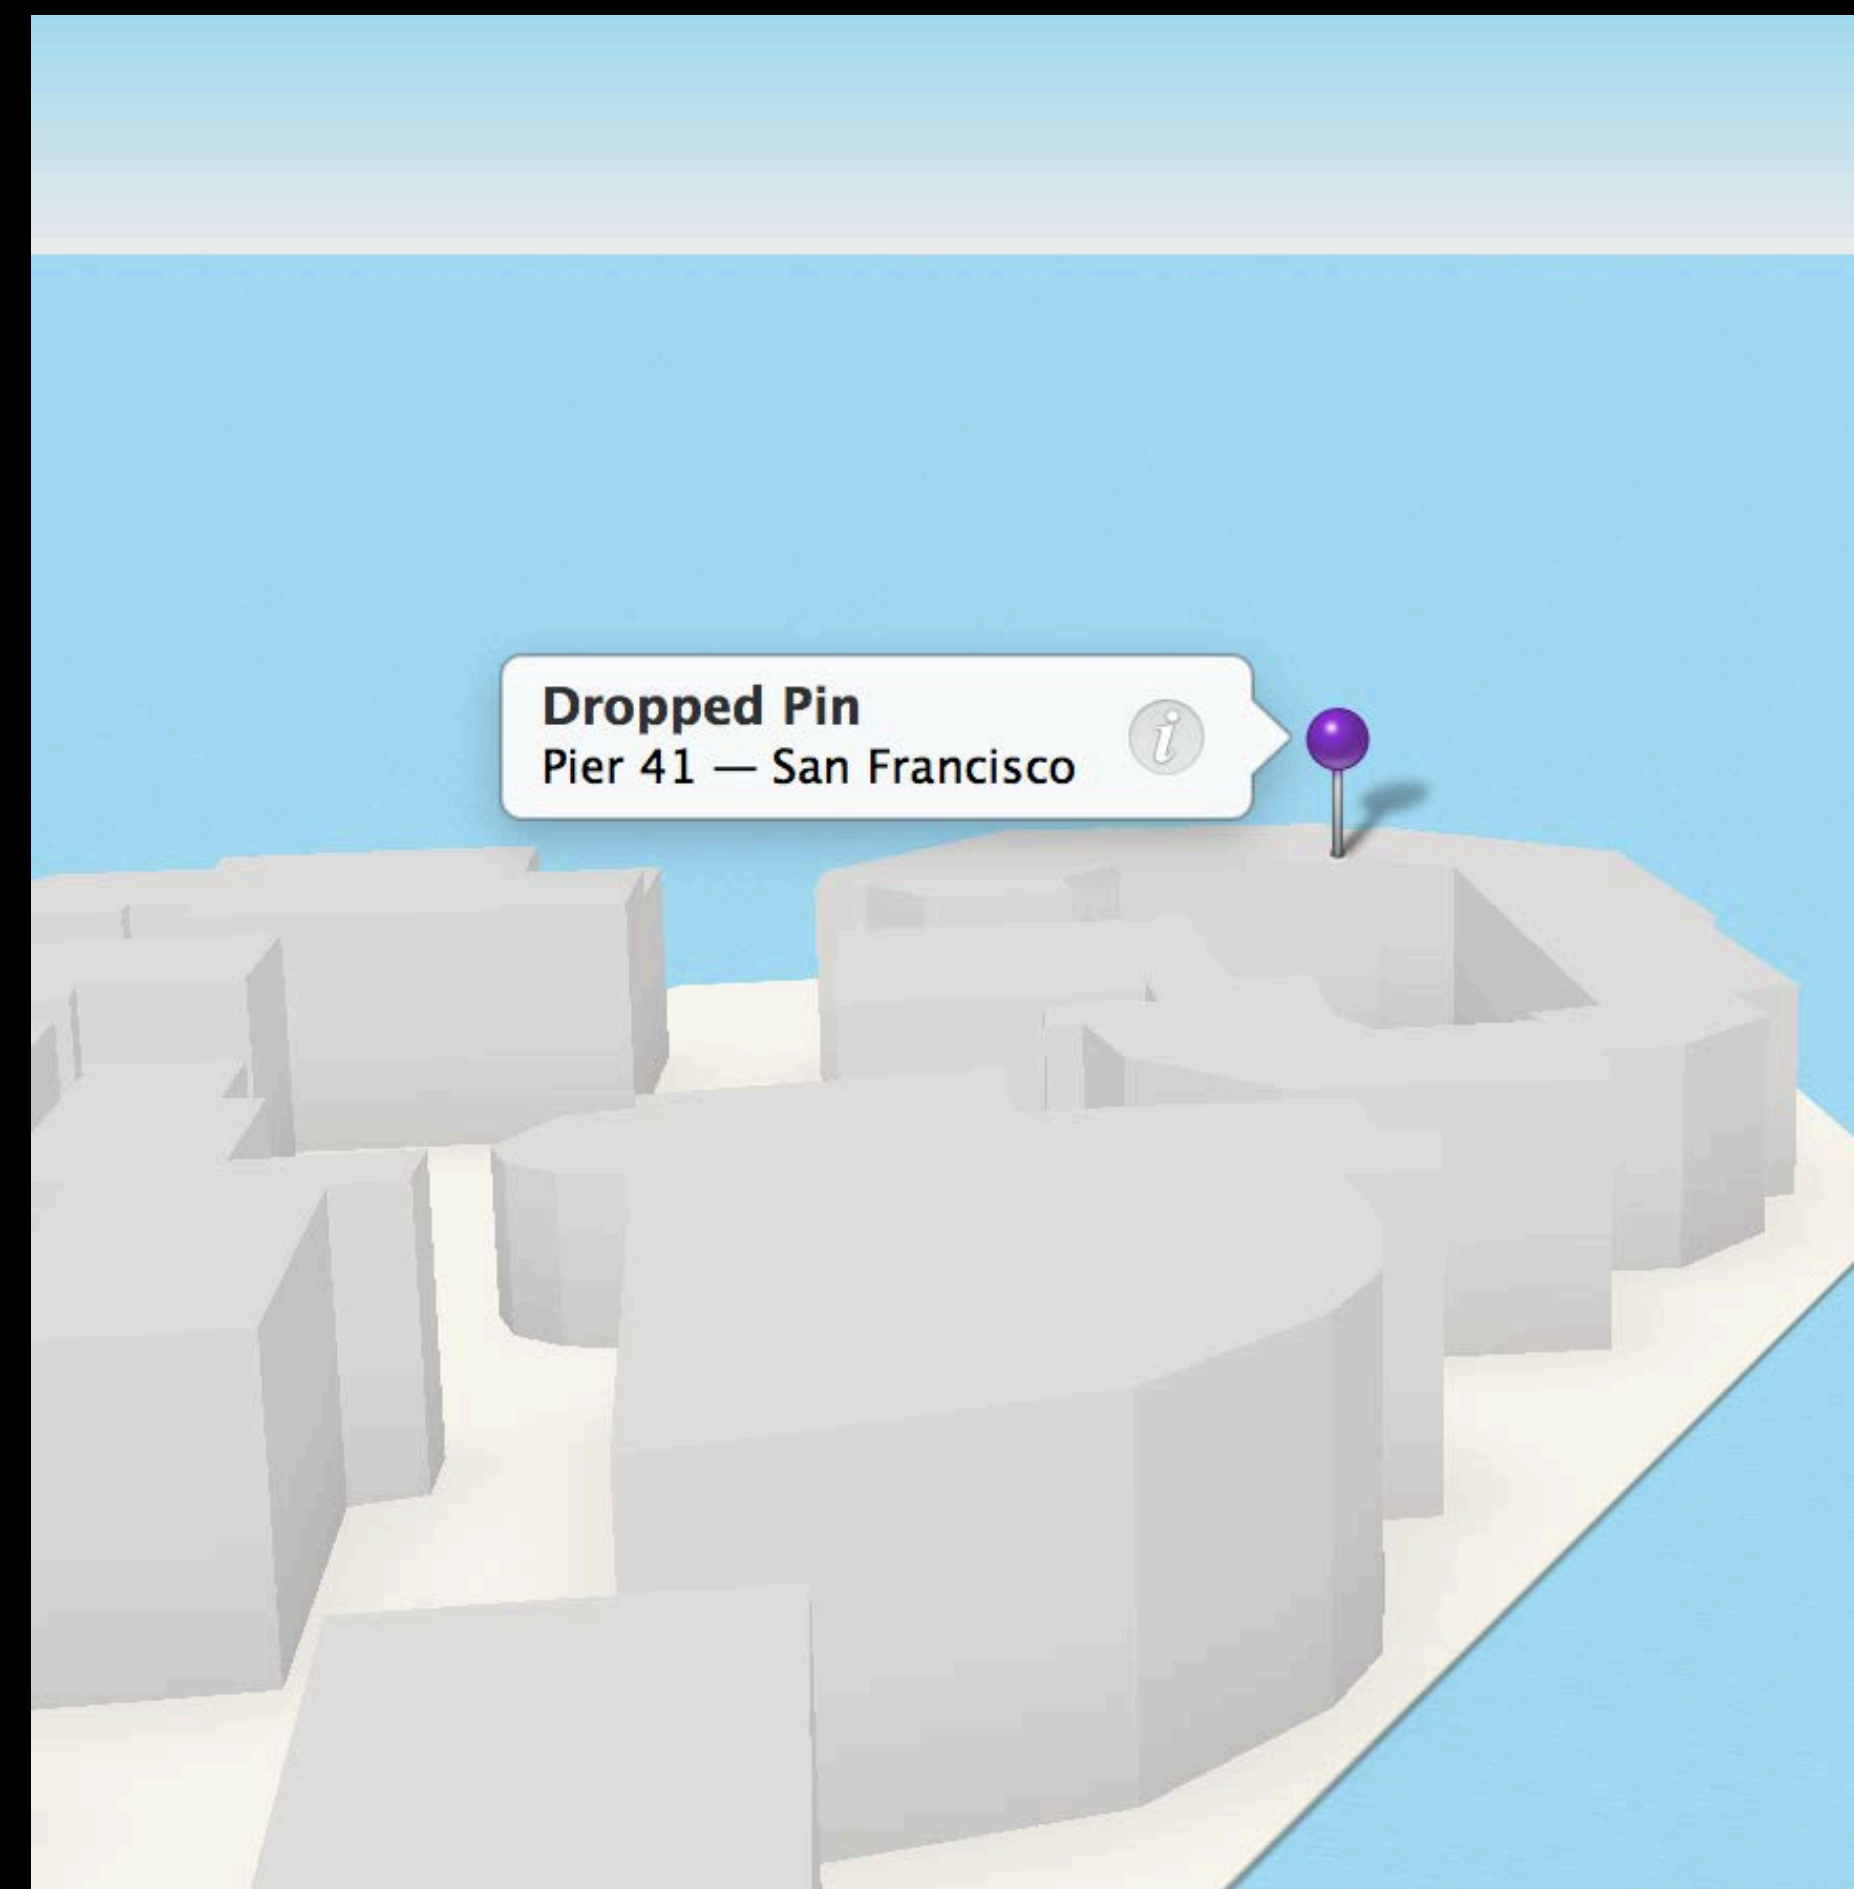 Dropped Pin
Pier 41 — San Francisco
i